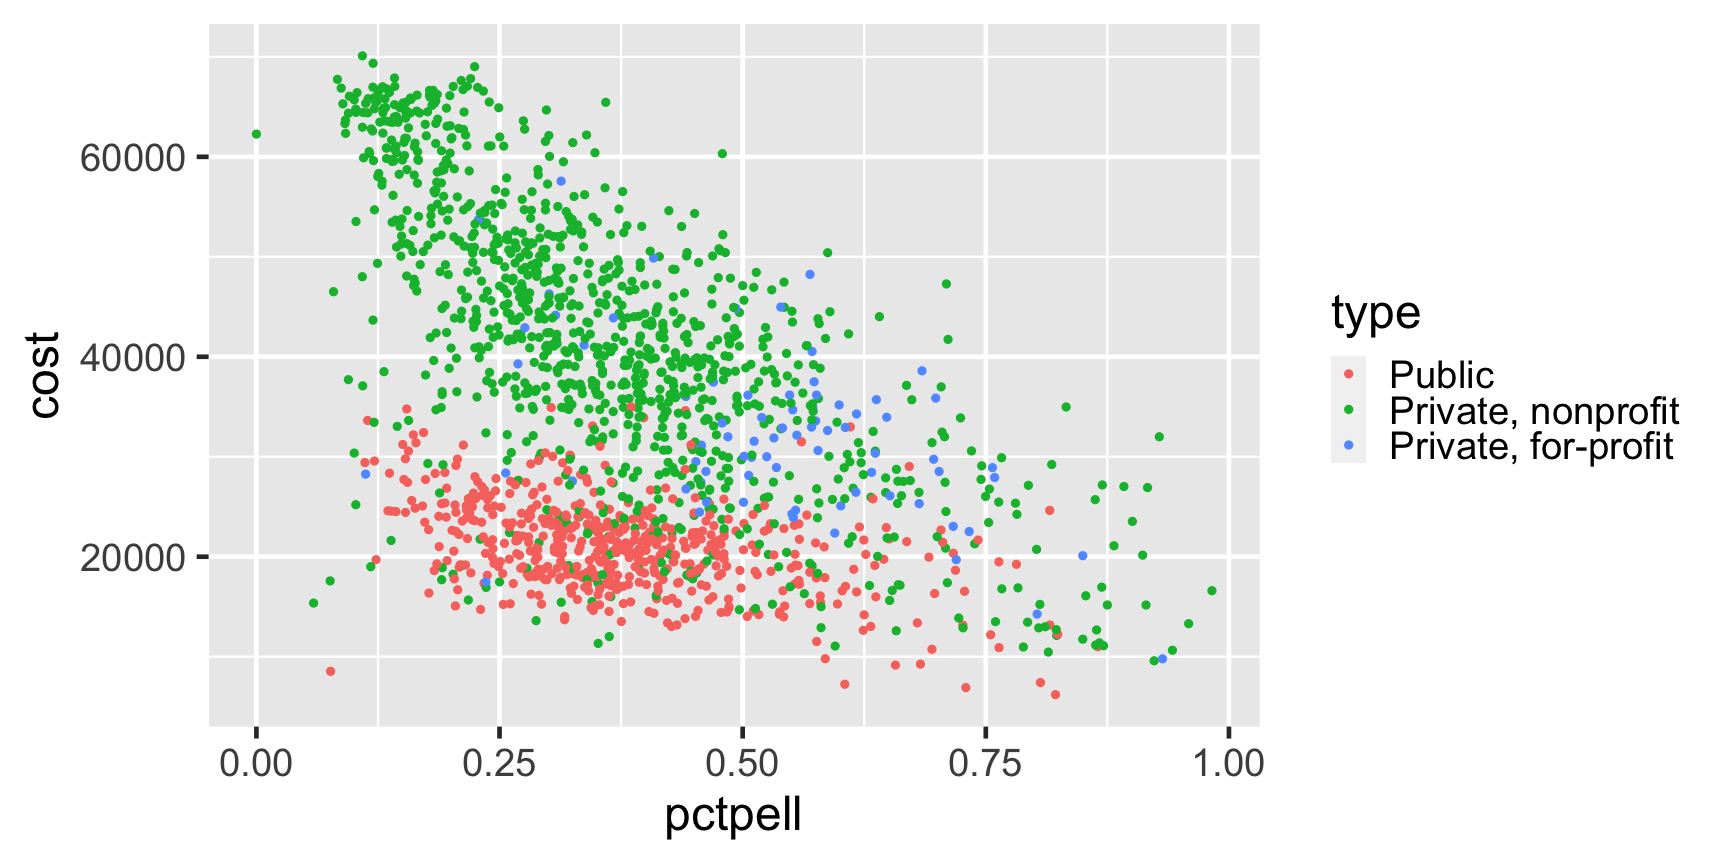 60000
40000
20000
cost
0.00 0.25 0.50 0.75 1.00
pctpell
type
Public
Private, nonprofit
Private, for-profit